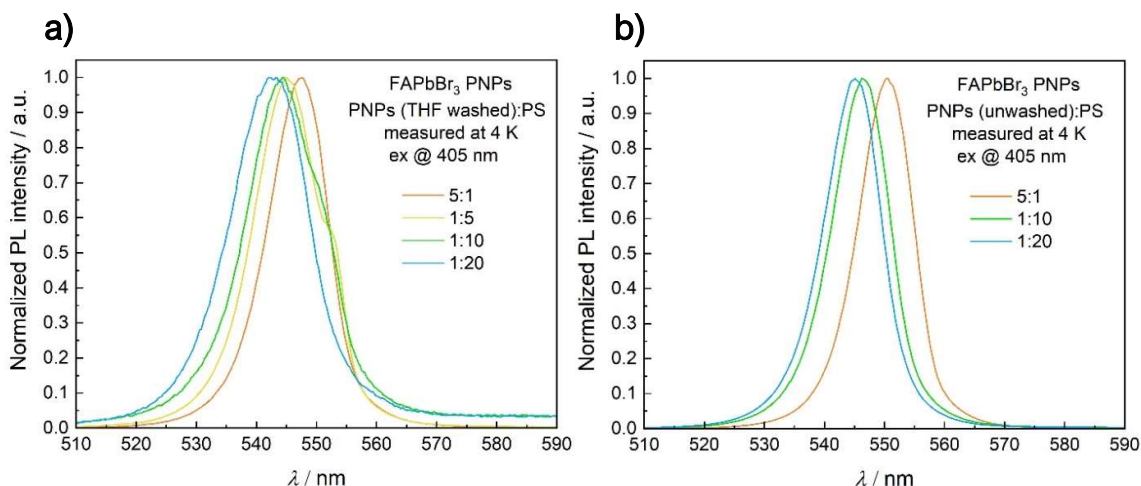 a)
Normalized PL intensity / a.u.
1.0
0.9
0.8
0.7
0.6
0.5
0.4
0.3
0.2
0.1
0.0
FAPbBr₃ PNPs
PNPs (THF washed):PS
measured at 4 K
ex @ 405 nm
5:1
1:5
1:10
1:20
510 520 530 540 550 560 570 580 590
λ / nm
b)
Normalized PL intensity / a.u.
1.0
0.9
0.8
0.7
0.6
0.5
0.4
0.3
0.2
0.1
0.0
FAPbBr₃ PNPs
PNPs (unwashed):PS
measured at 4 K
ex @ 405 nm
5:1
1:10
1:20
510 520 530 540 550 560 570 580 590
λ / nm